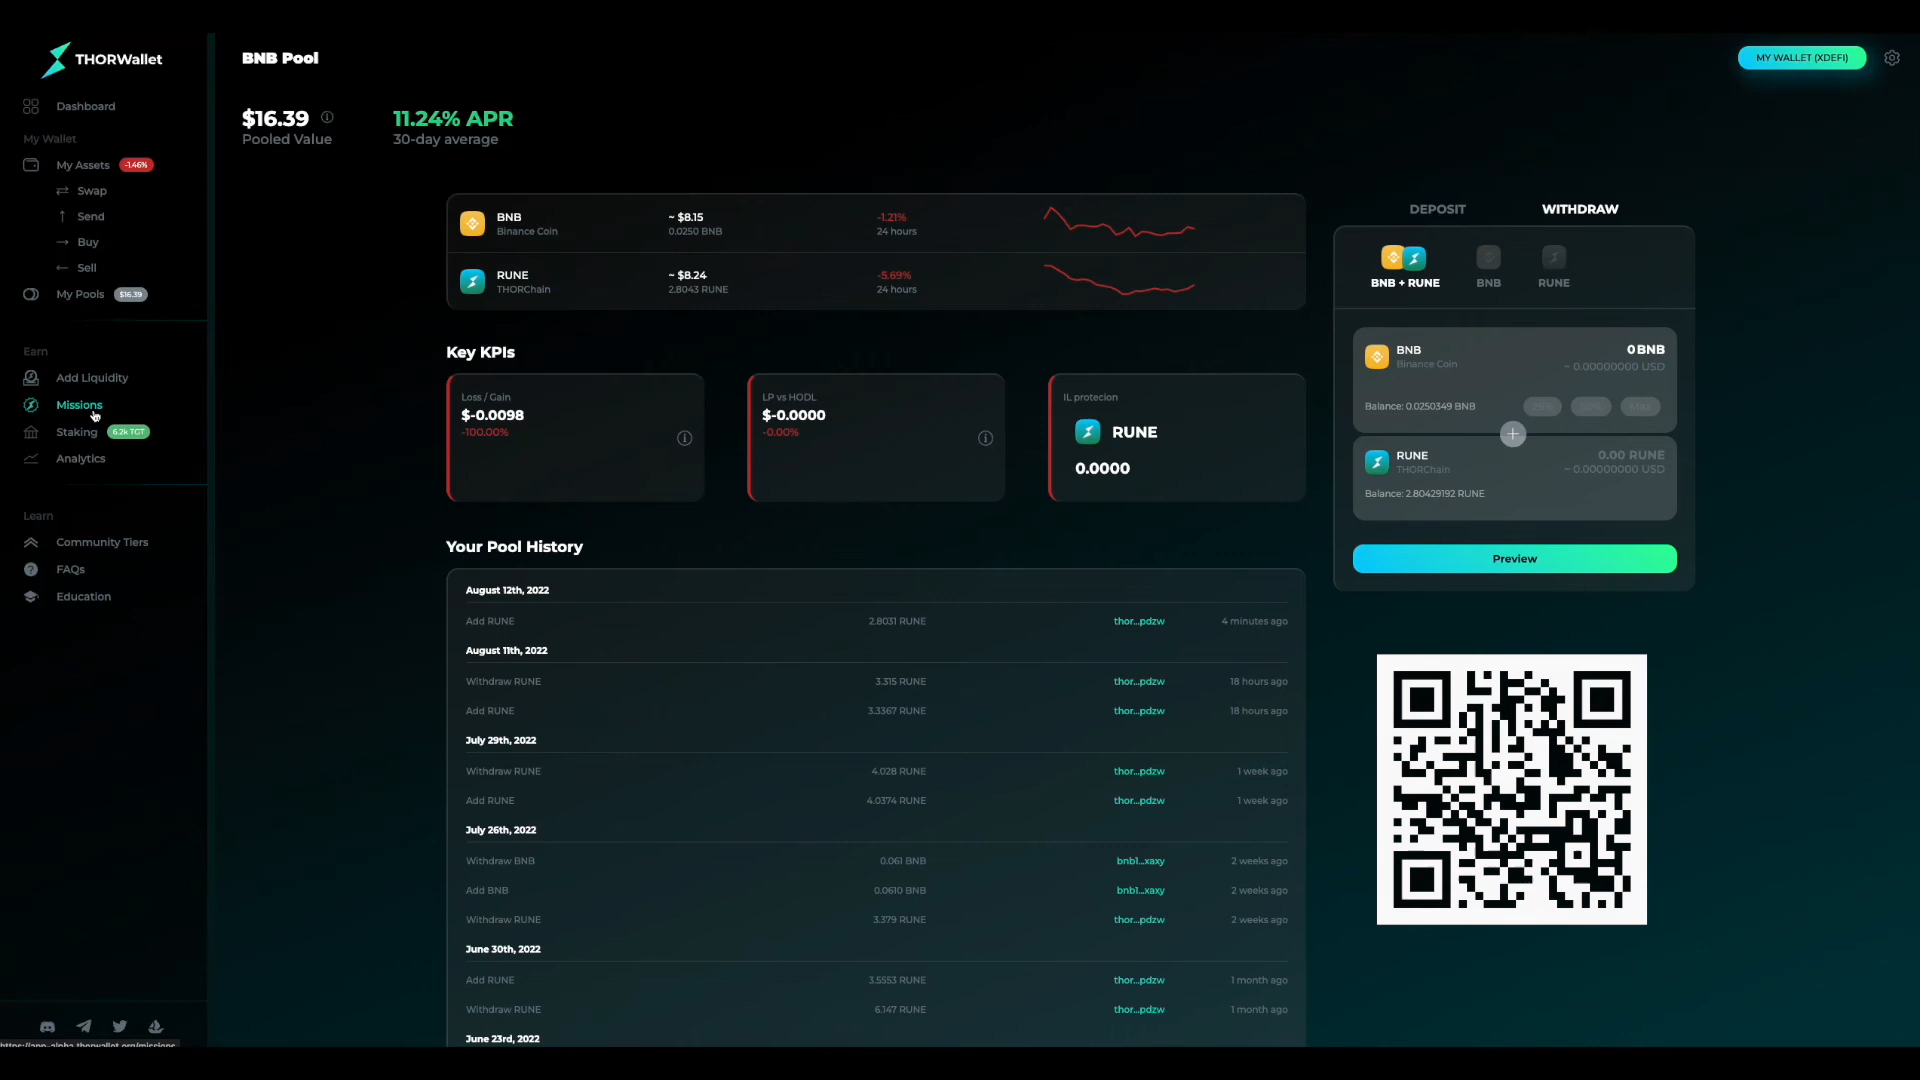 THORWallet
Dashboard
My Wallet
My Assets -1.46%
Swap
Send
Buy
Sell
My Pools $16.39
Earn
Add Liquidity
Missions
Staking 6.2k TGT
Analytics
Learn
Community Tiers
FAQs
Education
https://app-alpha.thorwallet.org/missions
BNB Pool
MY WALLET (XDEFI)
$16.39
Pooled Value
11.24% APR
30-day average
BNB ~ $8.15 -1.21%
Binance Coin 0.0250 BNB 24 hours
RUNE ~ $8.24 -5.69%
THORChain 2.8043 RUNE 24 hours
Key KPIs
Loss / Gain
$-0.0098
-100.00%
LP vs HODL
$-0.0000
-0.00%
IL protecion
RUNE
0.0000
Your Pool History
August 12th, 2022
Add RUNE 2.8031 RUNE thor...pdzw 4 minutes ago
August 11th, 2022
Withdraw RUNE 3.315 RUNE thor...pdzw 18 hours ago
Add RUNE 3.3367 RUNE thor...pdzw 18 hours ago
July 29th, 2022
Withdraw RUNE 4.028 RUNE thor...pdzw 1 week ago
Add RUNE 4.0374 RUNE thor...pdzw 1 week ago
July 26th, 2022
Withdraw BNB 0.061 BNB bnb1...xaxy 2 weeks ago
Add BNB 0.0610 BNB bnb1...xaxy 2 weeks ago
Withdraw RUNE 3.379 RUNE thor...pdzw 2 weeks ago
June 30th, 2022
Add RUNE 3.5553 RUNE thor...pdzw 1 month ago
Withdraw RUNE 6.147 RUNE thor...pdzw 1 month ago
June 23rd, 2022
DEPOSIT WITHDRAW
BNB + RUNE BNB RUNE
BNB 0 BNB
Binance Coin ~ 0.00000000 USD
Balance: 0.0250349 BNB 25% 50% Max
RUNE 0.00 RUNE
THORChain ~ 0.00000000 USD
Balance: 2.80429192 RUNE
Preview